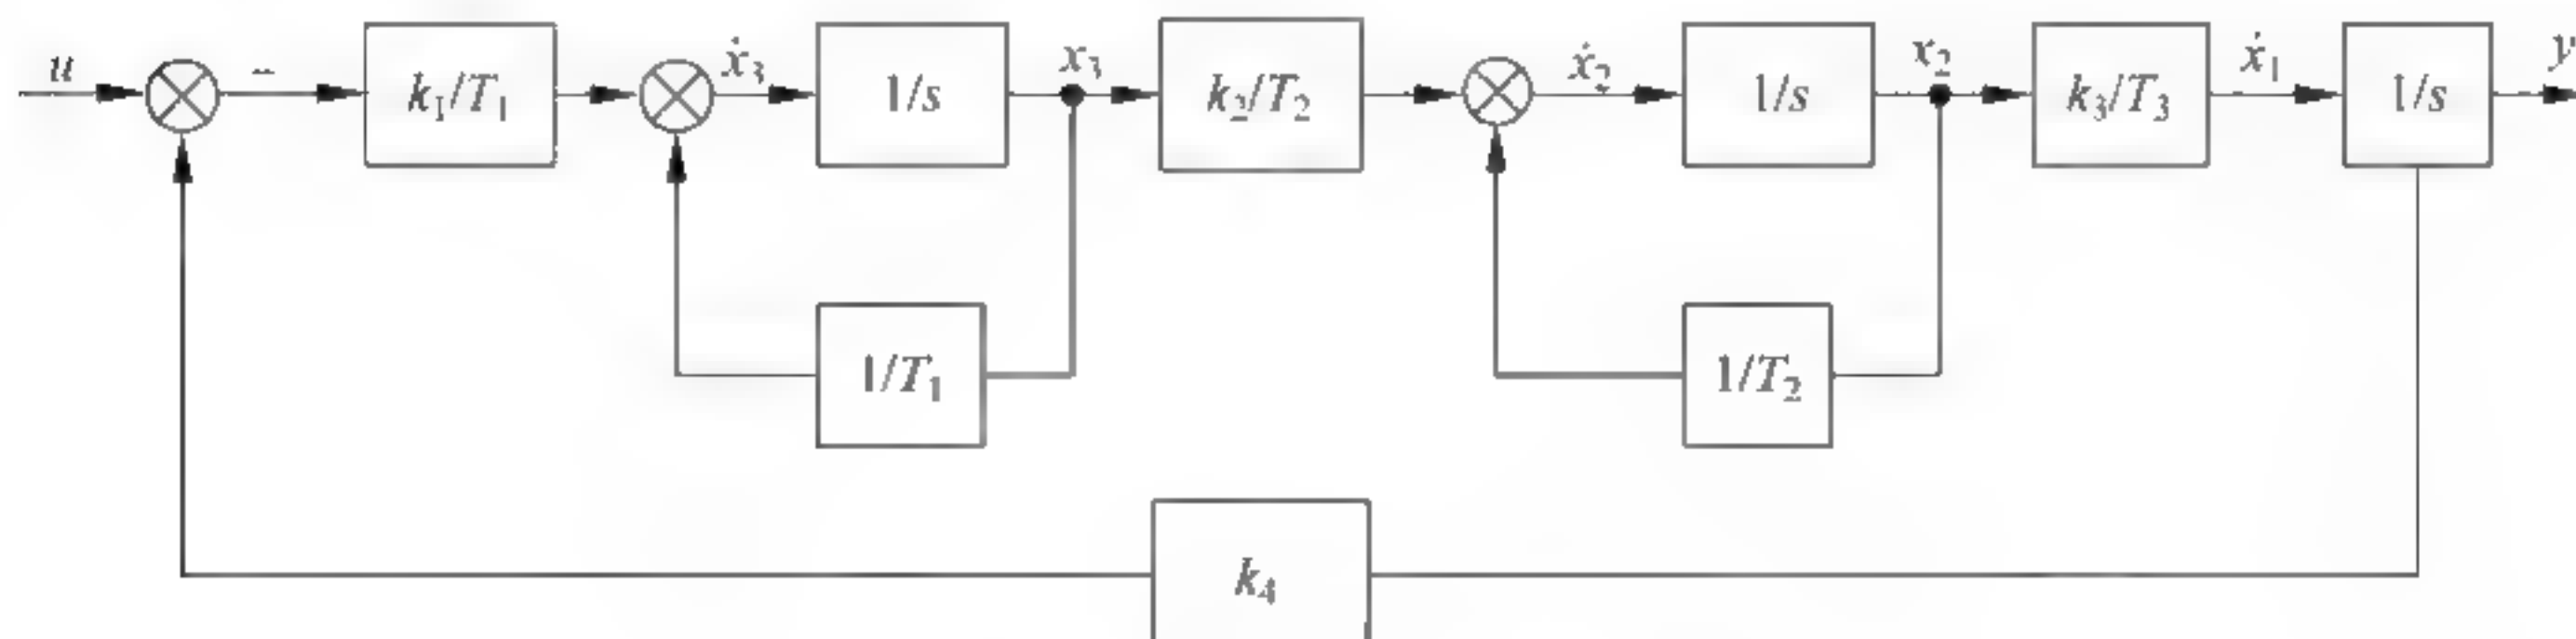 u
−
k₁/T₁
ẋ₃
1/s
x₃
k₂/T₂
ẋ₂
1/s
x₂
k₃/T₃
ẋ₁
1/s
y
1/T₁
1/T₂
k₄